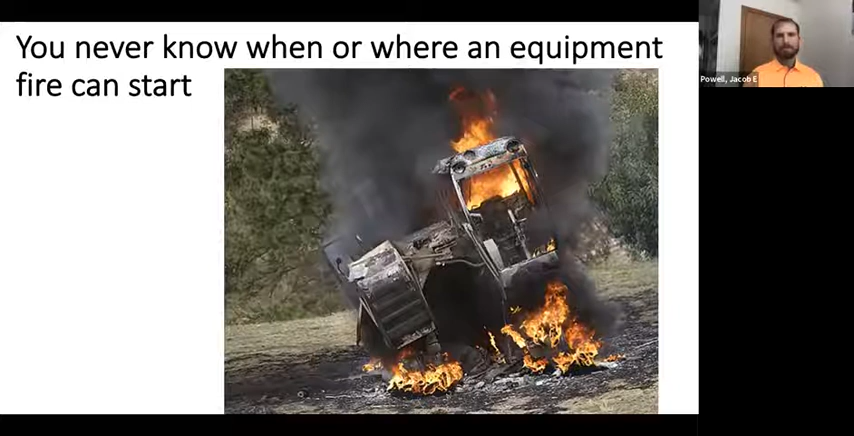 You never know when or where an equipment
fire can start
Powell, Jacob E